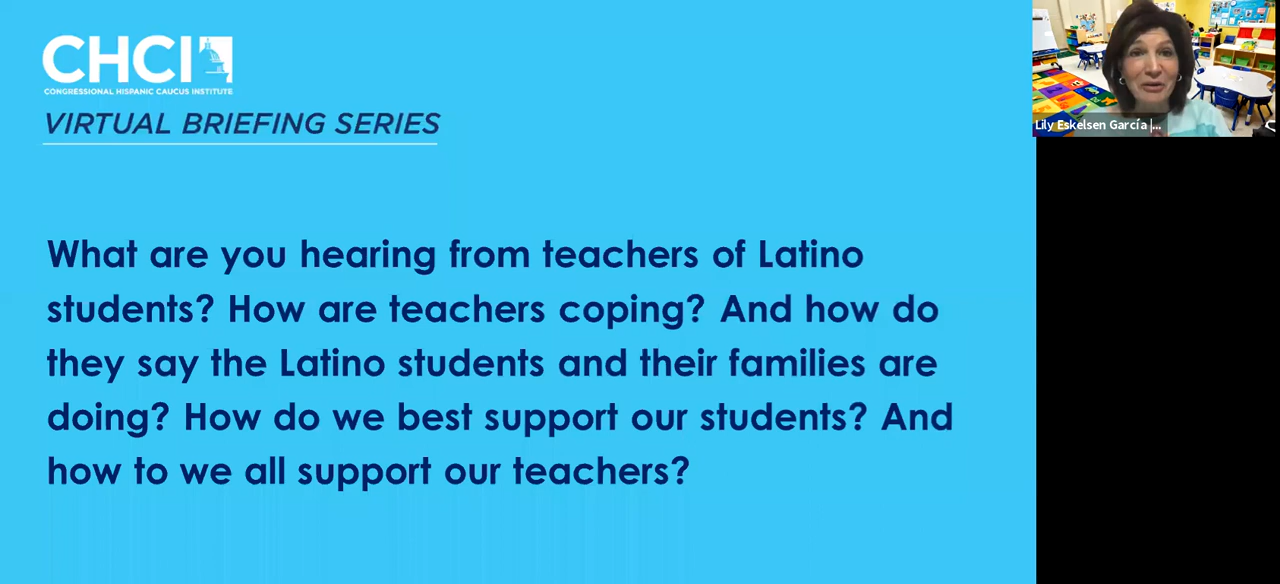 CHCI
CONGRESSIONAL HISPANIC CAUCUS INSTITUTE
VIRTUAL BRIEFING SERIES
Lily Eskelsen García |...
What are you hearing from teachers of Latino
students? How are teachers coping? And how do
they say the Latino students and their families are
doing? How do we best support our students? And
how to we all support our teachers?